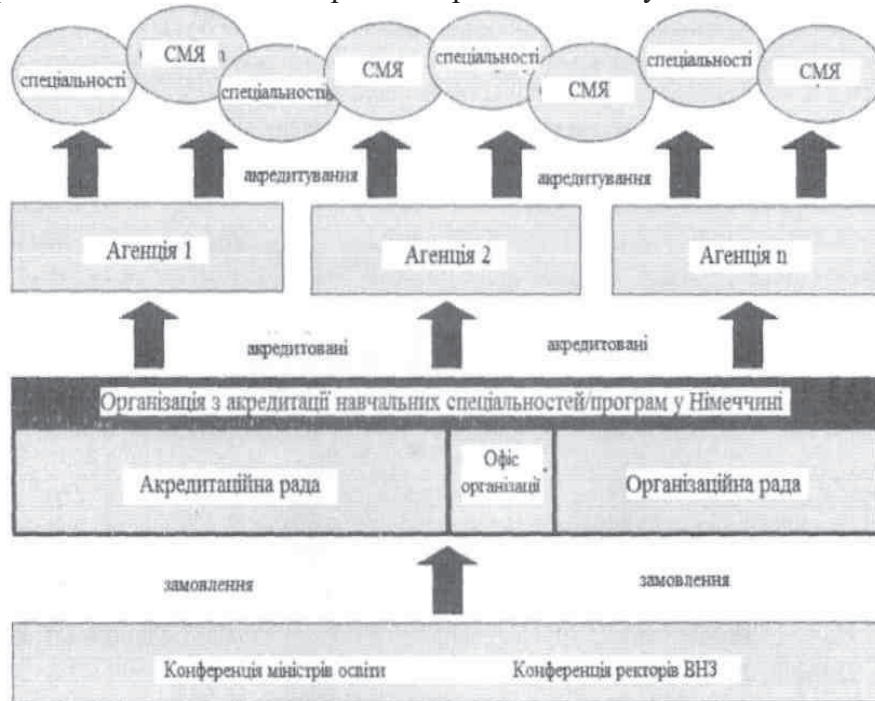 спеціальності
СМЯ
спеціальності
СМЯ
спеціальності
СМЯ
спеціальності
СМЯ
акредитування акредитування
Агенція 1 Агенція 2 Агенція n
акредитовані акредитовані
Організація з акредитації навчальних спеціальностей/програм у Німеччині
Акредитаційна рада
Офіс
організації
Організаційна рада
замовлення замовлення
Конференція міністрів освіти Конференція ректорів ВНЗ